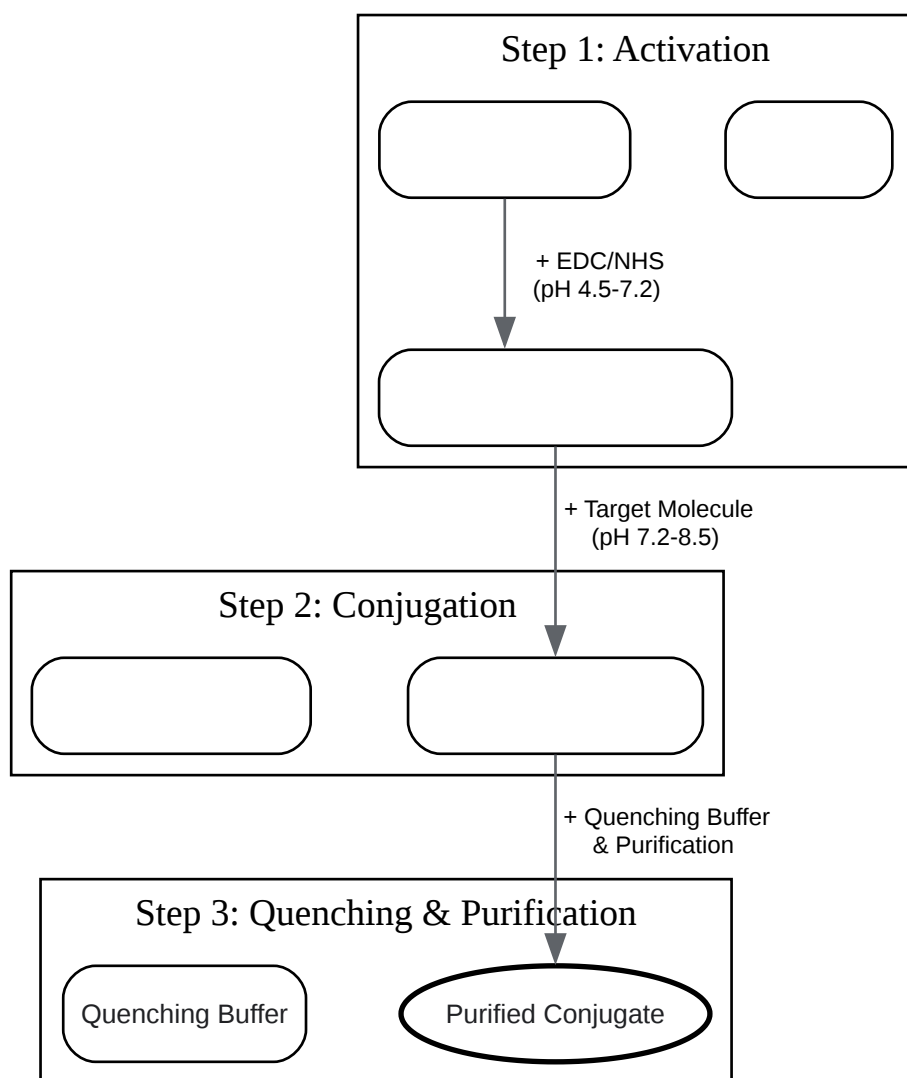 Step 1: Activation
+ EDC/NHS
(pH 4.5-7.2)
+ Target Molecule
(pH 7.2-8.5)
Step 2: Conjugation
+ Quenching Buffer
& Purification
Step 3: Quenching & Purification
Quenching Buffer
Purified Conjugate